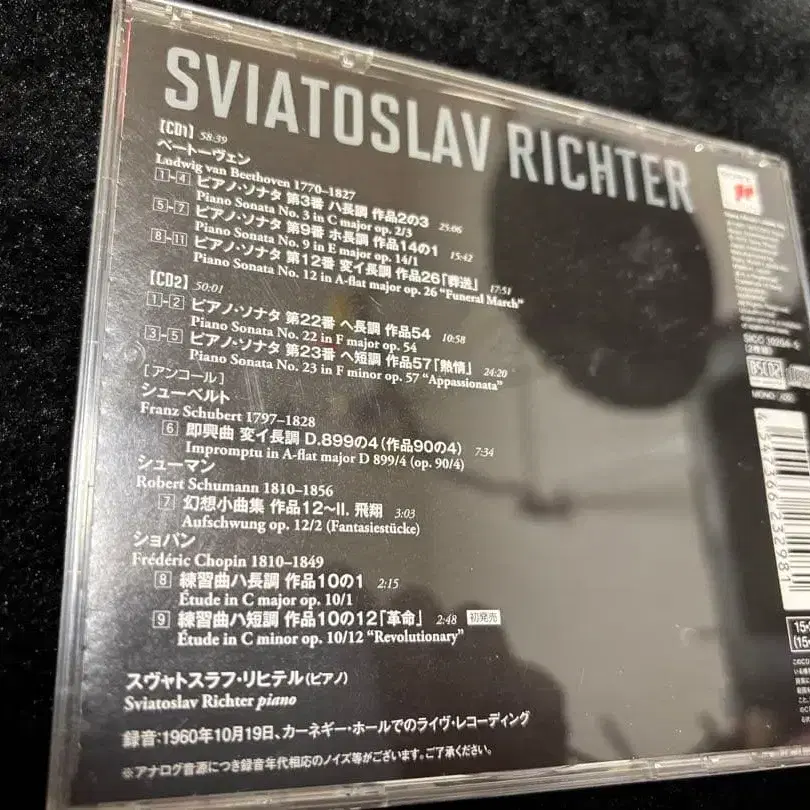 SVIATOSLAV RICHTER
[CD1] 58:39
ベートーヴェン
Ludwig van Beethoven 1770–1827
1-4 ピアノ・ソナタ 第3番 ハ長調 作品2の3
Piano Sonata No. 3 in C major op. 2/3 25:06
5-7 ピアノ・ソナタ 第9番 ホ長調 作品14の1
Piano Sonata No. 9 in E major op. 14/1 15:42
8-11 ピアノ・ソナタ 第12番 変イ長調 作品26「葬送」 17:51
Piano Sonata No. 12 in A-flat major op. 26 “Funeral March”
[CD2] 50:01
1-2 ピアノ・ソナタ 第22番 ヘ長調 作品54
Piano Sonata No. 22 in F major op. 54 10:58
3-5 ピアノ・ソナタ 第23番 ヘ短調 作品57「熱情」 24:20
Piano Sonata No. 23 in F minor op. 57 “Appassionata”
[アンコール]
シューベルト
Franz Schubert 1797–1828
6 即興曲 変イ長調 D.899の4(作品90の4) 7:34
Impromptu in A-flat major D 899/4 (op. 90/4)
シューマン
Robert Schumann 1810–1856
7 幻想小曲集 作品12〜II. 飛翔 3:03
Aufschwung op. 12/2 (Fantasiestücke)
ショパン
Frédéric Chopin 1810–1849
8 練習曲ハ長調 作品10の1 2:15
Étude in C major op. 10/1
9 練習曲ハ短調 作品10の12「革命」 2:48 初発売
Étude in C minor op. 10/12 “Revolutionary”
スヴャトスラフ・リヒテル(ピアノ)
Sviatoslav Richter piano
録音:1960年10月19日、カーネギー・ホールでのライヴ・レコーディング
※アナログ音源につき録音年代相応のノイズ等がございます。ご了承ください。
BSCD2
MONO
4 547366 232981